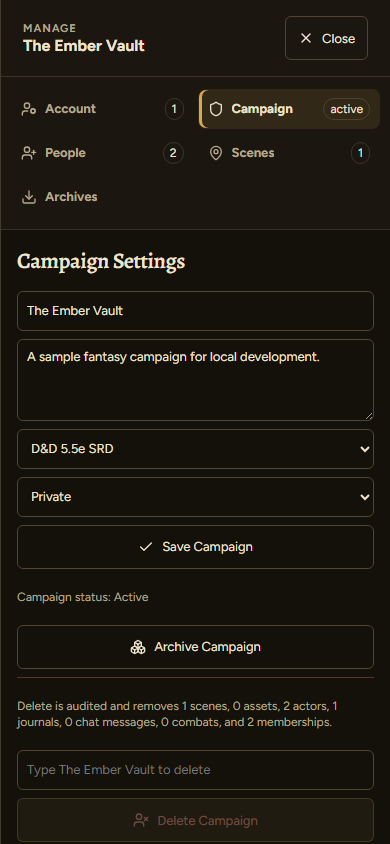 MANAGE
The Ember Vault
Close
Account 1
Campaign active
People 2
Scenes 1
Archives
Campaign Settings
The Ember Vault
A sample fantasy campaign for local development.
D&D 5.5e SRD
Private
Save Campaign
Campaign status: Active
Archive Campaign
Delete is audited and removes 1 scenes, 0 assets, 2 actors, 1
journals, 0 chat messages, 0 combats, and 2 memberships.
Type The Ember Vault to delete
Delete Campaign